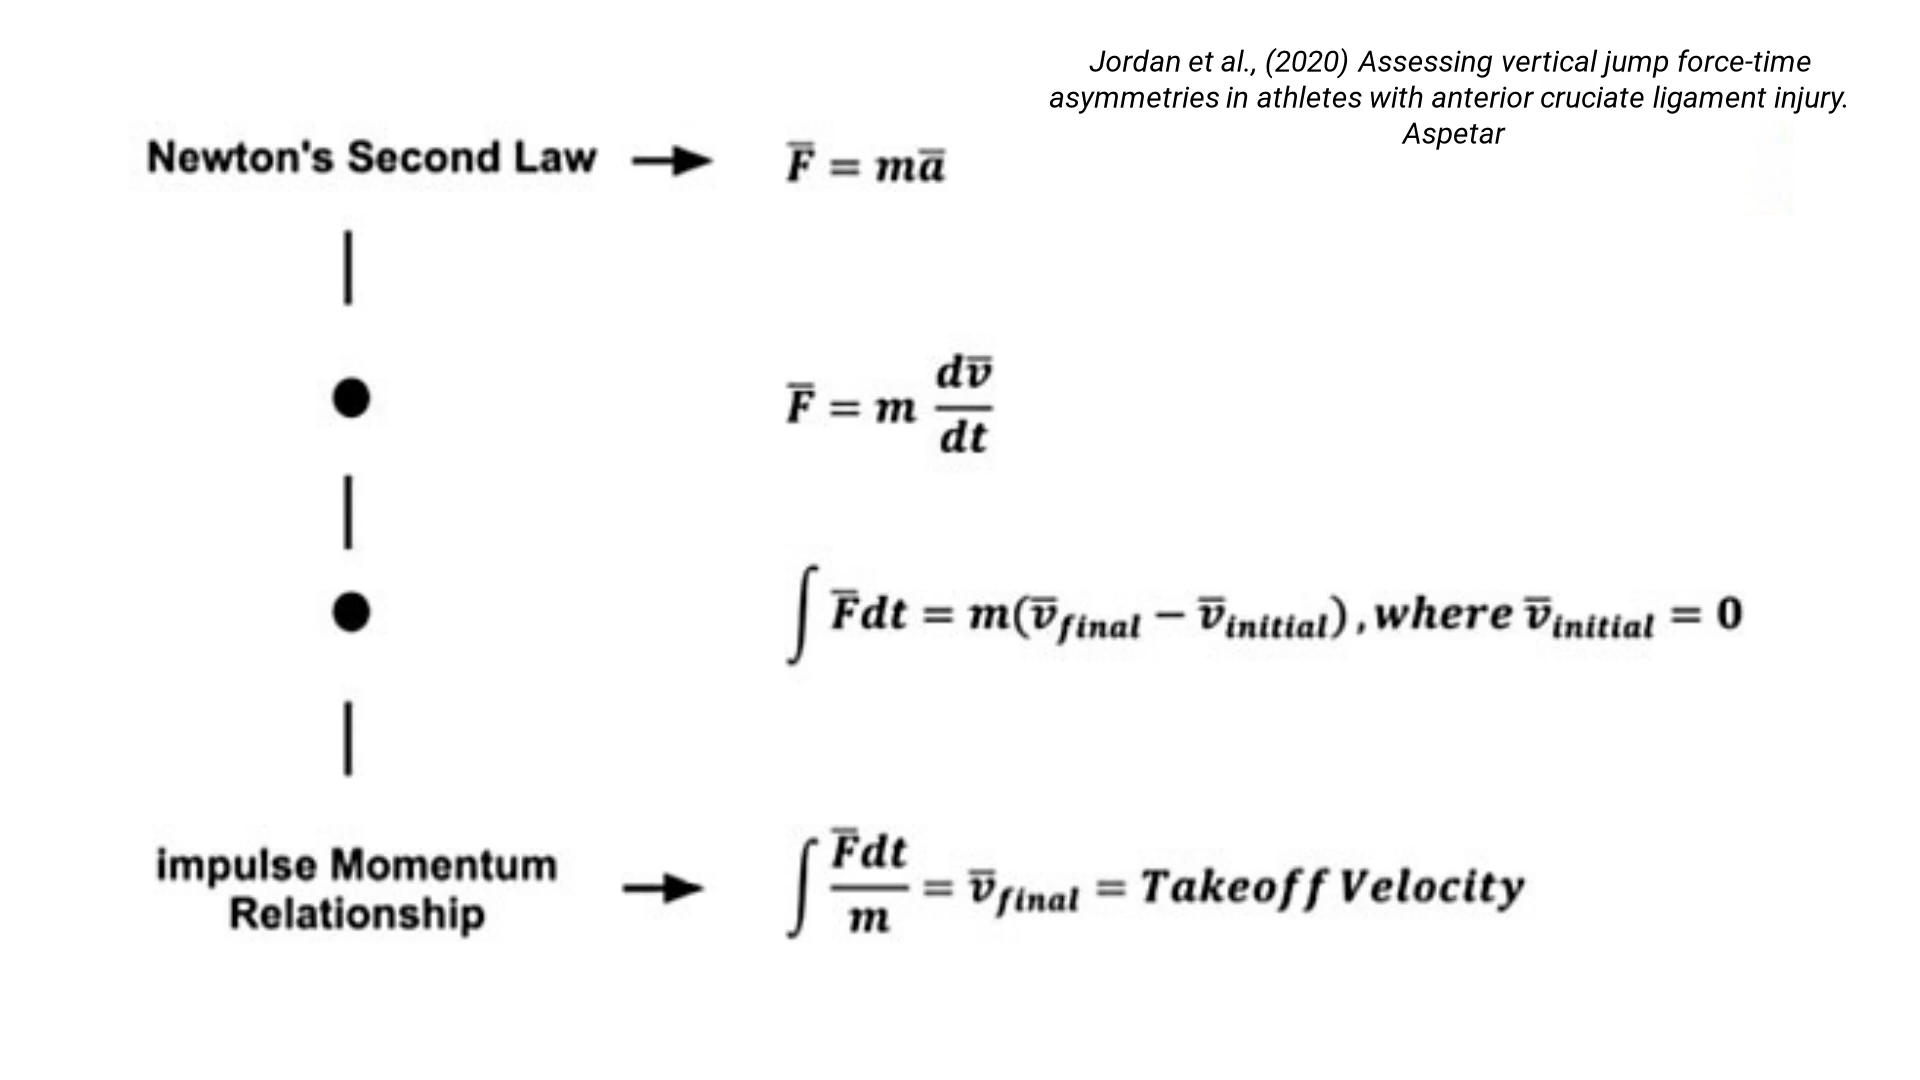 Jordan et al., (2020) Assessing vertical jump force-time
asymmetries in athletes with anterior cruciate ligament injury.
Aspetar
Newton's Second Law → F̅ = ma̅
F̅ = m dv̅/dt
∫ F̅dt = m(v̅final − v̅initial), where v̅initial = 0
impulse Momentum
Relationship → ∫ F̅dt/m = v̅final = Takeoff Velocity